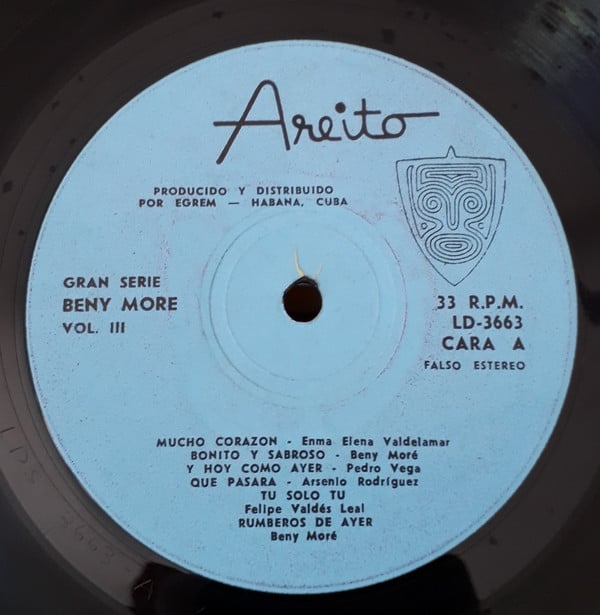 Areito
PRODUCIDO Y DISTRIBUIDO
POR EGREM — HABANA, CUBA
GRAN SERIE
BENY MORE
VOL. III
33 R.P.M.
LD-3663
CARA A
FALSO ESTEREO
MUCHO CORAZON - Enma Elena Valdelamar
BONITO Y SABROSO - Beny Moré
Y HOY COMO AYER - Pedro Vega
QUE PASARA - Arsenio Rodríguez
TU SOLO TU
Felipe Valdés Leal
RUMBEROS DE AYER
Beny Moré